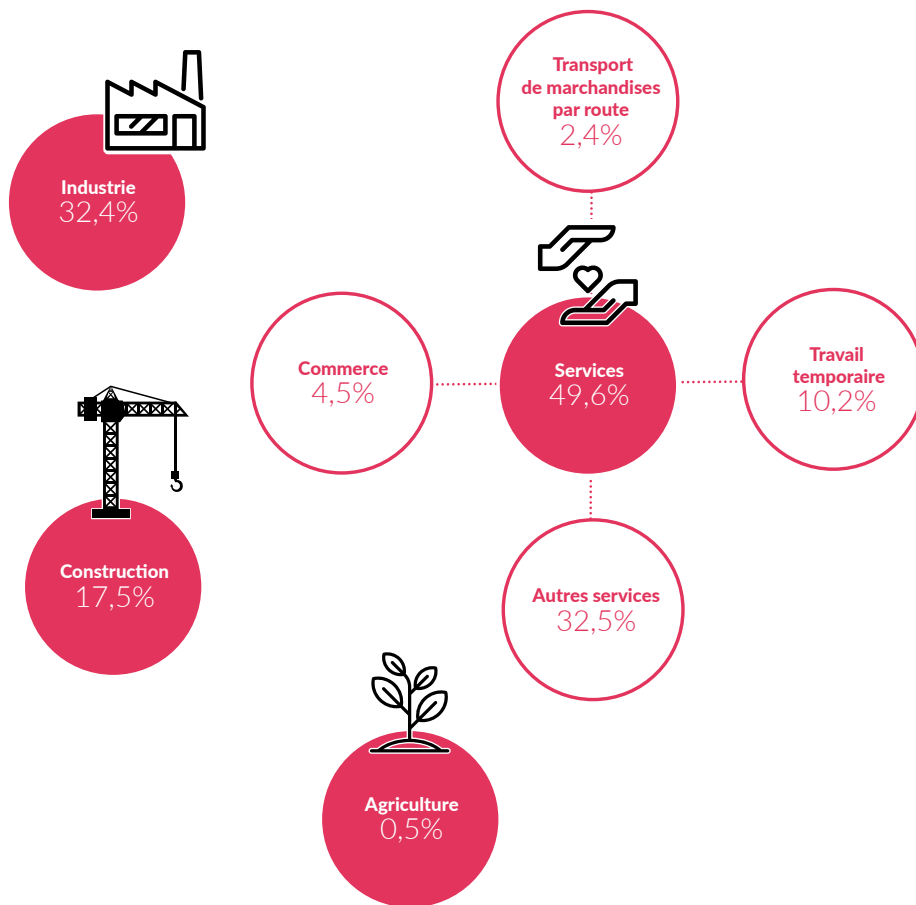 Transport
de marchandises
par route
2,4%
Industrie
32,4%
Commerce
4,5%
Services
49,6%
Travail
temporaire
10,2%
Construction
17,5%
Autres services
32,5%
Agriculture
0,5%